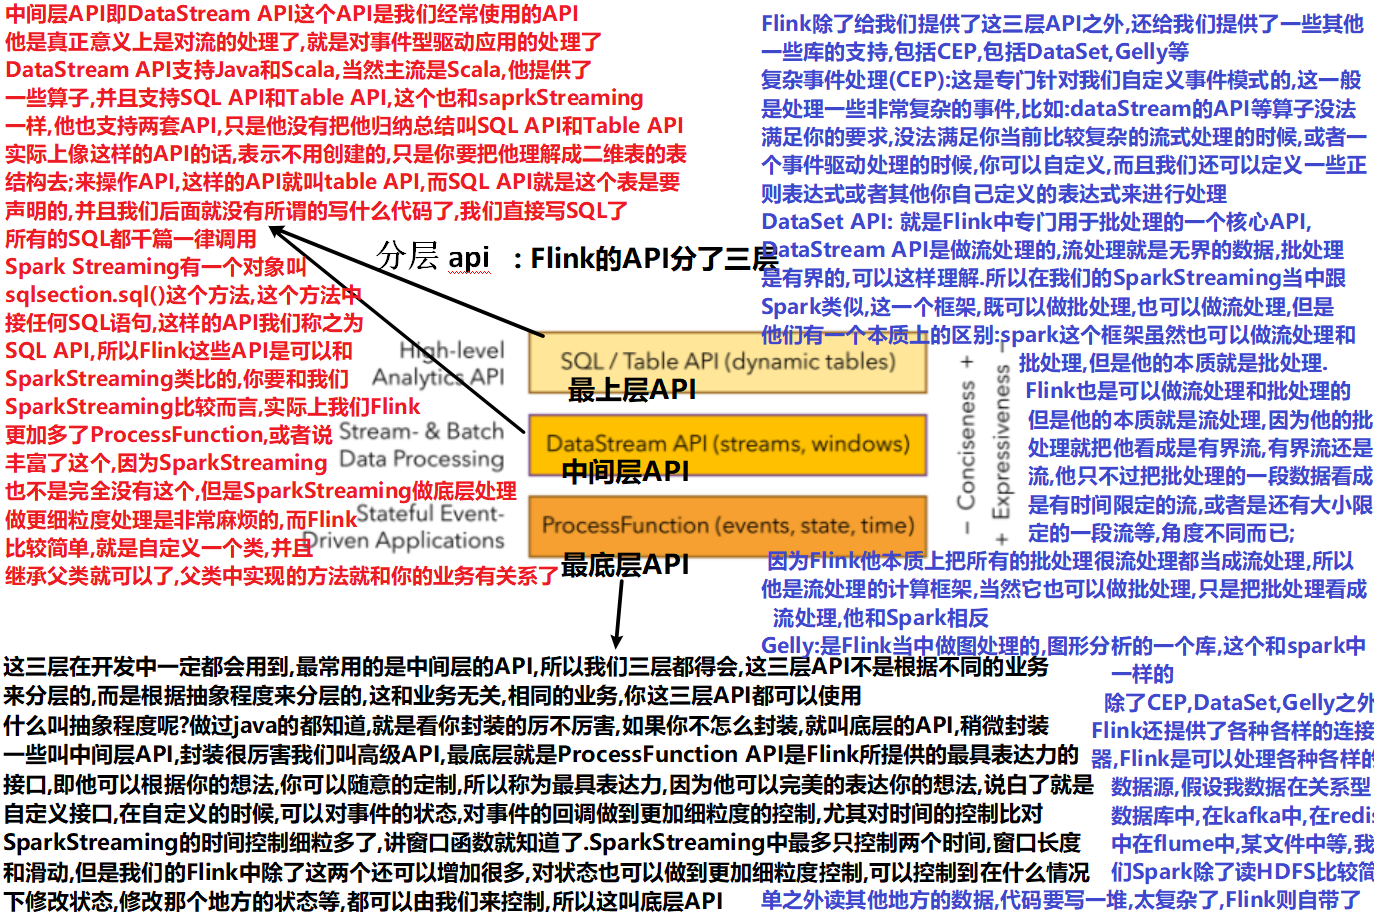 中间层API即DataStream API这个API是我们经常使用的API
他是真正意义上是对流的处理了,就是对事件型驱动应用的处理了
DataStream API支持Java和Scala,当然主流是Scala,他提供了
一些算子,并且支持SQL API和Table API,这个也和saprkStreaming
一样,他也支持两套API,只是他没有把他归纳总结叫SQL API和Table API
实际上像这样的API的话,表示不用创建的,只是你要把他理解成二维表的表
结构去;来操作API,这样的API就叫table API,而SQL API就是这个表是要
声明的,并且我们后面就没有所谓的写什么代码了,我们直接写SQL了
所有的SQL都千篇一律调用
Spark Streaming有一个对象叫
sqlsection.sql()这个方法,这个方法中
接任何SQL语句,这样的API我们称之为
SQL API,所以Flink这些API是可以和
SparkStreaming类比的,你要和我们
SparkStreaming比较而言,实际上我们Flink
更加多了ProcessFunction,或者说
丰富了这个,因为SparkStreaming
也不是完全没有这个,但是SparkStreaming做底层处理
做更细粒度处理是非常麻烦的,而Flink
比较简单,就是自定义一个类,并且
继承父类就可以了,父类中实现的方法就和你的业务有关系了
分层 api ：Flink的API分了三层
High-level
Analytics API
SQL / Table API (dynamic tables)
最上层API
Stream- & Batch
Data Processing
DataStream API (streams, windows)
中间层API
Stateful Event-
Driven Applications
ProcessFunction (events, state, time)
最底层API
− Conciseness +
+ Expressiveness −
Flink除了给我们提供了这三层API之外,还给我们提供了一些其他
一些库的支持,包括CEP,包括DataSet,Gelly等
复杂事件处理(CEP):这是专门针对我们自定义事件模式的,这一般
是处理一些非常复杂的事件,比如:dataStream的API等算子没法
满足你的要求,没法满足你当前比较复杂的流式处理的时候,或者一
个事件驱动处理的时候,你可以自定义,而且我们还可以定义一些正
则表达式或者其他你自己定义的表达式来进行处理
DataSet API: 就是Flink中专门用于批处理的一个核心API,
DataStream API是做流处理的,流处理就是无界的数据,批处理
是有界的,可以这样理解.所以在我们的SparkStreaming当中跟
Spark类似,这一个框架,既可以做批处理,也可以做流处理,但是
他们有一个本质上的区别:spark这个框架虽然也可以做流处理和
批处理,但是他的本质就是批处理.
Flink也是可以做流处理和批处理的
但是他的本质就是流处理,因为他的批
处理就把他看成是有界流,有界流还是
流,他只不过把批处理的一段数据看成
是有时间限定的流,或者是还有大小限
定的一段流等,角度不同而已;
因为Flink他本质上把所有的批处理很流处理都当成流处理,所以
他是流处理的计算框架,当然它也可以做批处理,只是把批处理看成
流处理,他和Spark相反
Gelly:是Flink当中做图处理的,图形分析的一个库,这个和spark中
一样的
除了CEP,DataSet,Gelly之外
Flink还提供了各种各样的连接
器,Flink是可以处理各种各样的
数据源,假设我数据在关系型
数据库中,在kafka中,在redis
中在flume中,某文件中等,我
们Spark除了读HDFS比较简
单之外读其他地方的数据,代码要写一堆,太复杂了,Flink则自带了
这三层在开发中一定都会用到,最常用的是中间层的API,所以我们三层都得会,这三层API不是根据不同的业务
来分层的,而是根据抽象程度来分层的,这和业务无关,相同的业务,你这三层API都可以使用
什么叫抽象程度呢?做过java的都知道,就是看你封装的厉不厉害,如果你不怎么封装,就叫底层的API,稍微封装
一些叫中间层API,封装很厉害我们叫高级API,最底层就是ProcessFunction API是Flink所提供的最具表达力的
接口,即他可以根据你的想法,你可以随意的定制,所以称为最具表达力,因为他可以完美的表达你的想法,说白了就是
自定义接口,在自定义的时候,可以对事件的状态,对事件的回调做到更加细粒度的控制,尤其对时间的控制比对
SparkStreaming的时间控制细粒多了,讲窗口函数就知道了.SparkStreaming中最多只控制两个时间,窗口长度
和滑动,但是我们的Flink中除了这两个还可以增加很多,对状态也可以做到更加细粒度控制,可以控制到在什么情况
下修改状态,修改那个地方的状态等,都可以由我们来控制,所以这叫底层API